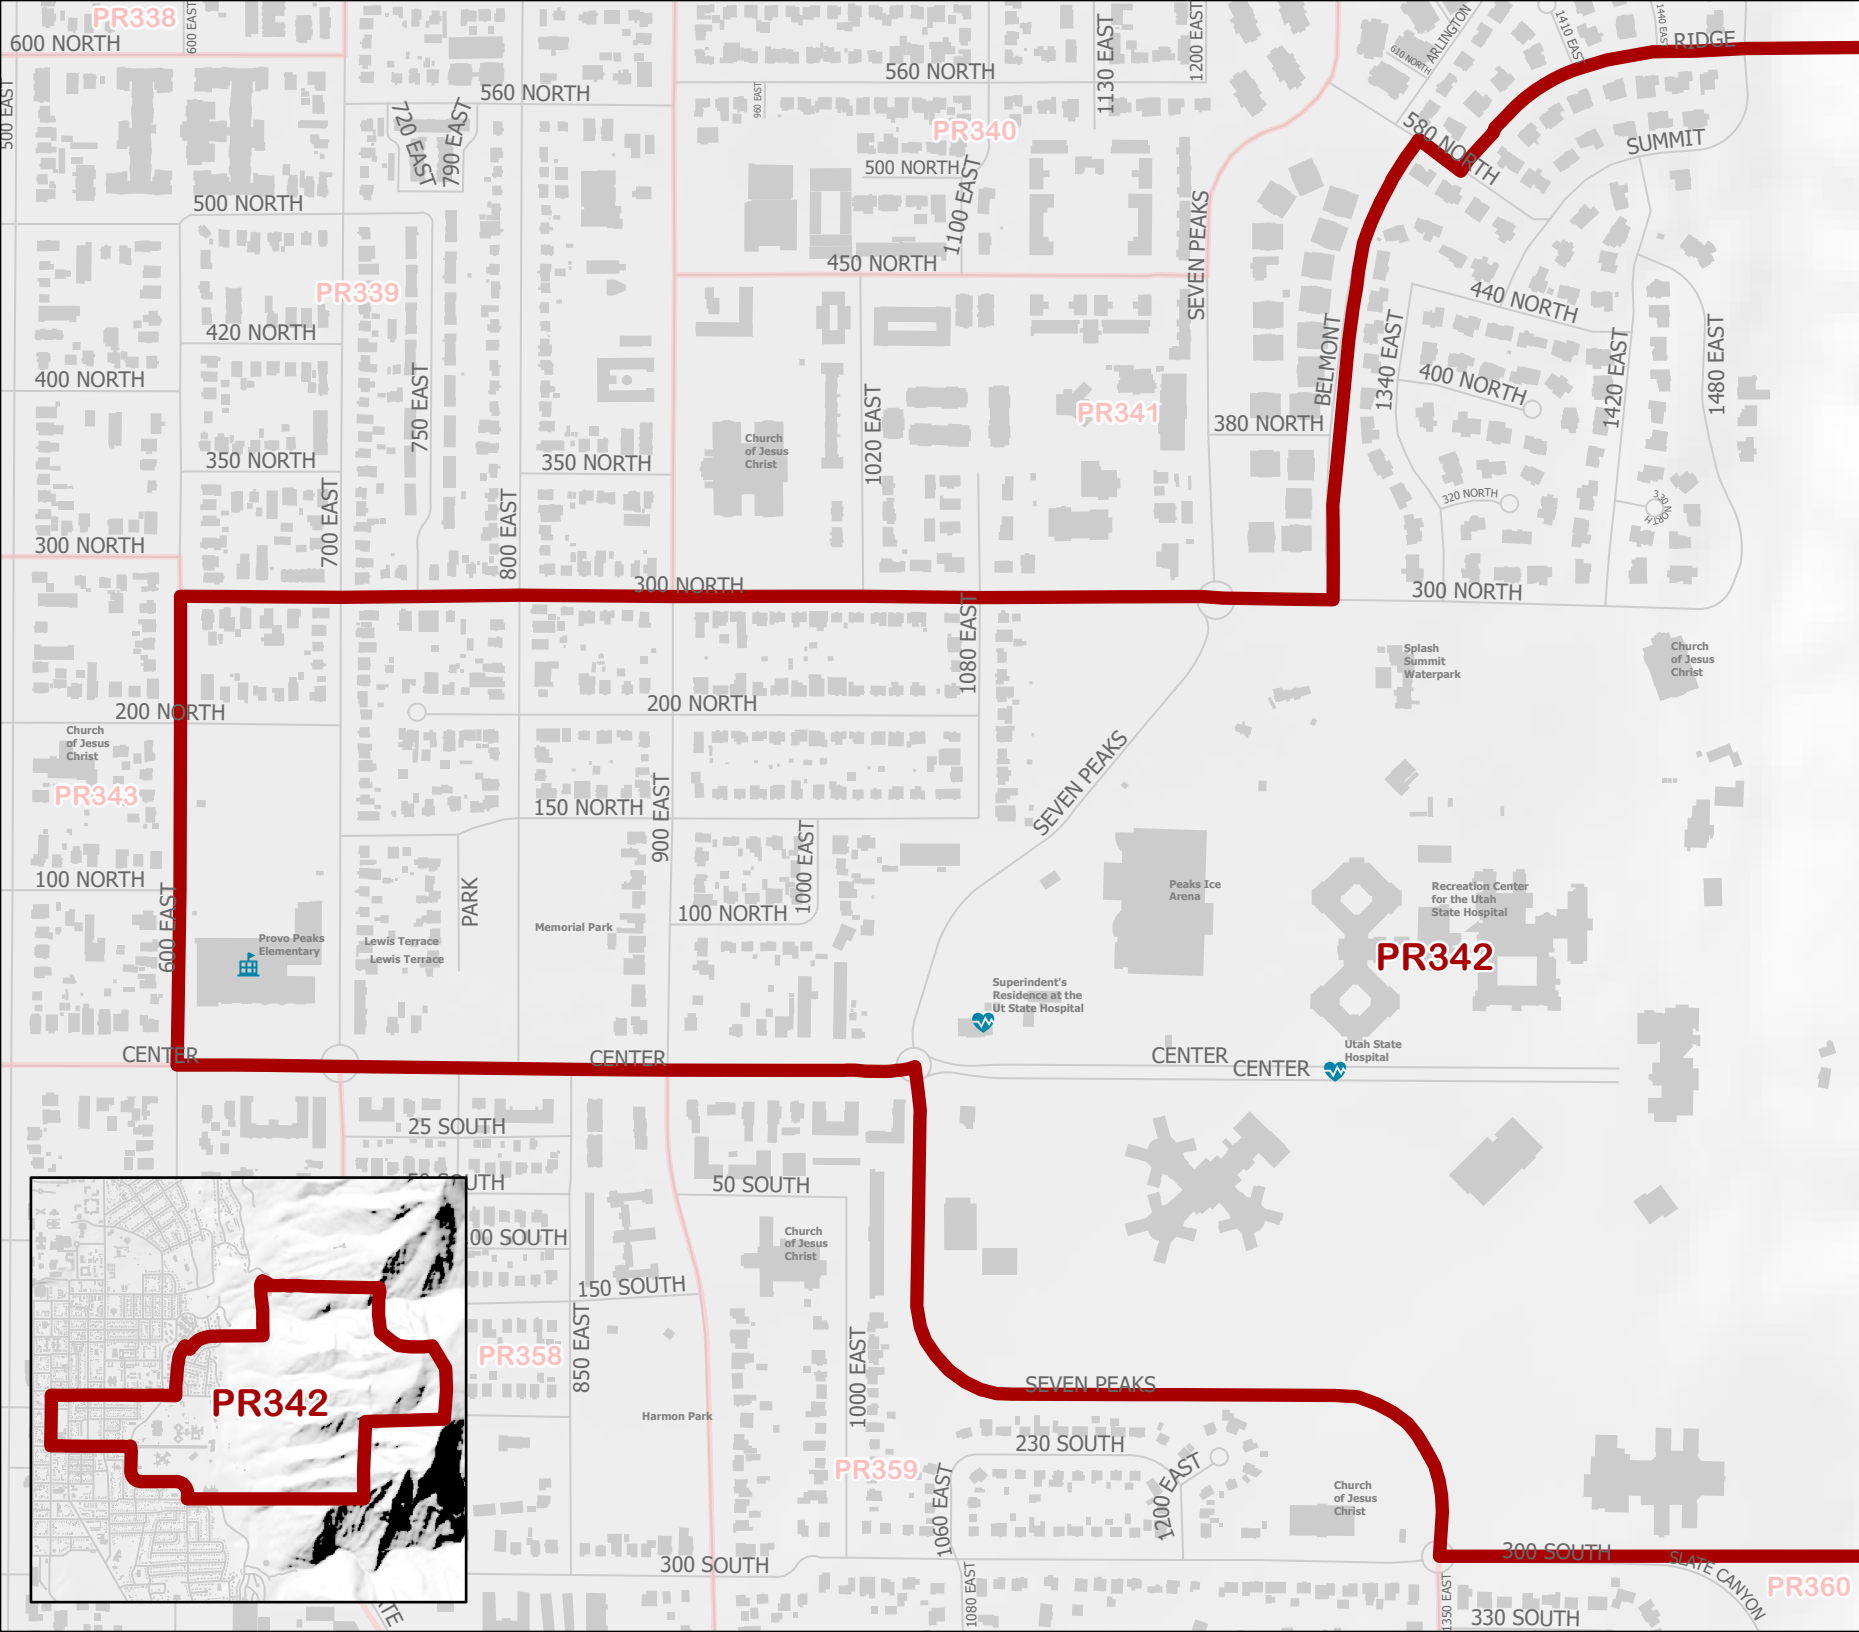 PR338
600 EAST
600 NORTH
500 EAST
560 NORTH
720 EAST
790 EAST
500 NORTH
PR339
420 NORTH
400 NORTH
750 EAST
350 NORTH
350 NORTH
700 EAST
800 EAST
300 NORTH
560 NORTH
960 EAST
1130 EAST
1200 EAST
PR340
500 NORTH
1100 EAST
450 NORTH
SEVEN PEAKS
610 NORTH
ARLINGTON
1410 EAST
1440 EAST
RIDGE
580 NORTH
SUMMIT
440 NORTH
BELMONT
1340 EAST
400 NORTH
1420 EAST
1480 EAST
380 NORTH
320 NORTH
330 NORTH
300 NORTH
PR341
1020 EAST
Church
of Jesus
Christ
300 NORTH
1080 EAST
200 NORTH
200 NORTH
Church
of Jesus
Christ
PR343
150 NORTH
900 EAST
1000 EAST
SEVEN PEAKS
Splash
Summit
Waterpark
Church
of Jesus
Christ
100 NORTH
600 EAST
PARK
100 NORTH
Memorial Park
Provo Peaks
Elementary
Lewis Terrace
Lewis Terrace
Peaks Ice
Arena
Recreation Center
for the Utah
State Hospital
PR342
Superindent's
Residence at the
Ut State Hospital
Utah State
Hospital
CENTER
CENTER
CENTER
CENTER
25 SOUTH
50 SOUTH
50 SOUTH
00 SOUTH
Church
of Jesus
Christ
150 SOUTH
850 EAST
PR358
1000 EAST
Harmon Park
SEVEN PEAKS
230 SOUTH
PR359
1060 EAST
1200 EAST
Church
of Jesus
Christ
300 SOUTH
300 SOUTH
SLATE CANYON
PR360
1080 EAST
1350 EAST
330 SOUTH
PR342